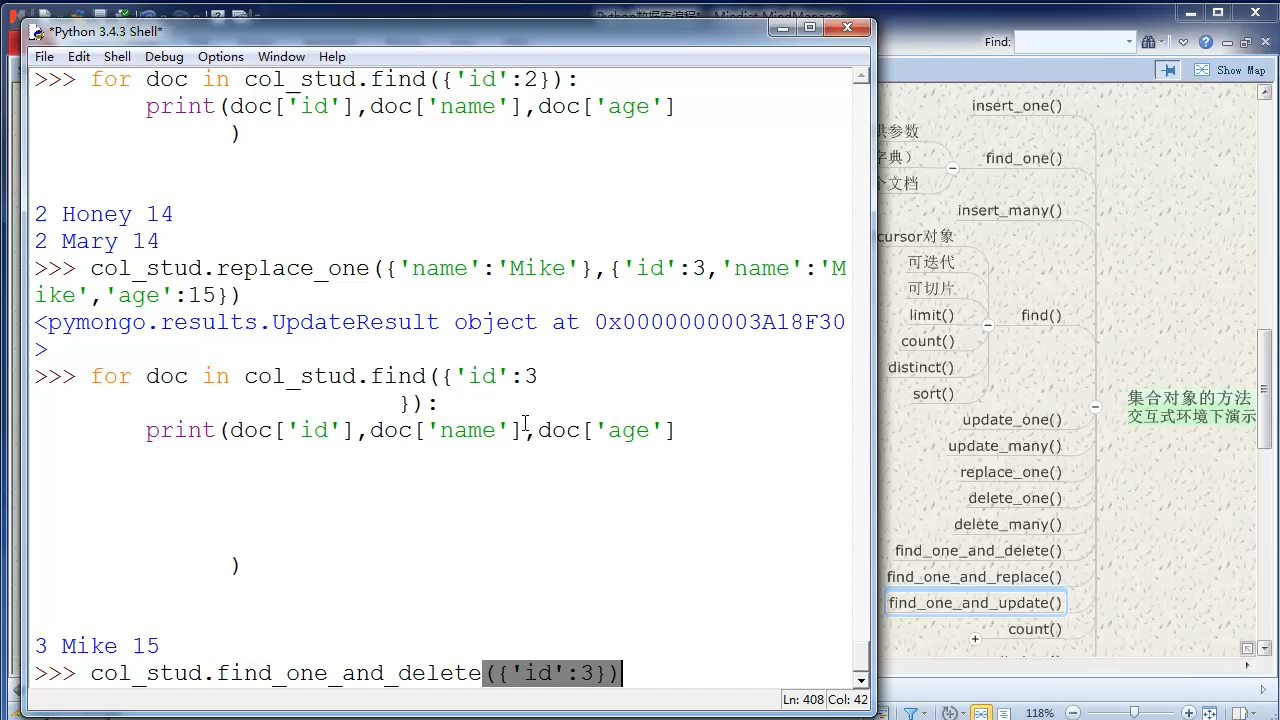 *Python 3.4.3 Shell*
File Edit Shell Debug Options Window Help
>>> for doc in col_stud.find({'id':2}):
print(doc['id'],doc['name'],doc['age']
)
2 Honey 14
2 Mary 14
>>> col_stud.replace_one({'name':'Mike'},{'id':3,'name':'M
ike','age':15})
<pymongo.results.UpdateResult object at 0x0000000003A18F30
>
>>> for doc in col_stud.find({'id':3
}):
print(doc['id'],doc['name'],doc['age']
)
3 Mike 15
>>> col_stud.find_one_and_delete({'id':3})
Ln: 408 Col: 42
Find:
Show Map
insert_one()
供参数
字典）
find_one()
个文档
insert_many()
cursor对象
可迭代
可切片
limit()
find()
count()
distinct()
sort()
集合对象的方法
交互式环境下演示
update_one()
update_many()
replace_one()
delete_one()
delete_many()
find_one_and_delete()
find_one_and_replace()
find_one_and_update()
count()
118%